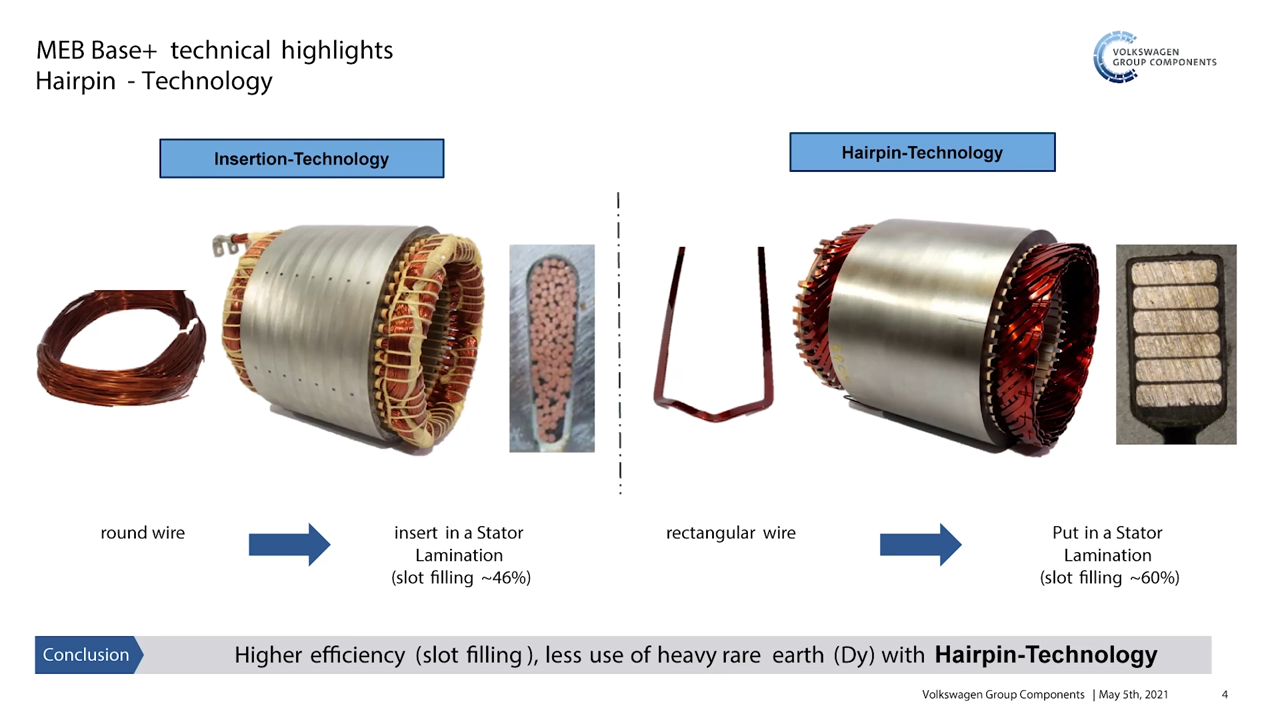 MEB Base+ technical highlights
Hairpin - Technology
VOLKSWAGEN
GROUP COMPONENTS
Insertion-Technology
Hairpin-Technology
round wire
insert in a Stator
Lamination
(slot filling ~46%)
rectangular wire
Put in a Stator
Lamination
(slot filling ~60%)
Conclusion
Higher efficiency (slot filling ), less use of heavy rare earth (Dy) with Hairpin-Technology
Volkswagen Group Components | May 5th, 2021 4